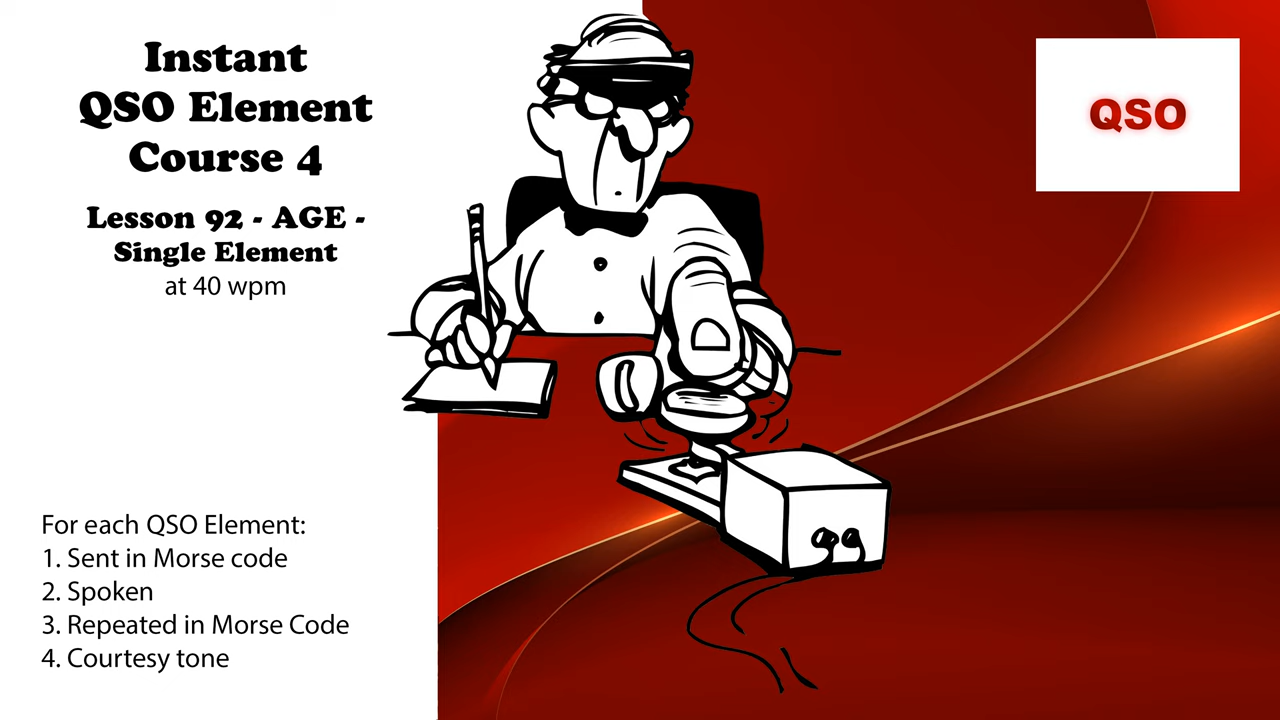 Instant
QSO Element
Course 4
Lesson 92 - AGE -
Single Element
at 40 wpm
QSO
For each QSO Element:
1. Sent in Morse code
2. Spoken
3. Repeated in Morse Code
4. Courtesy tone